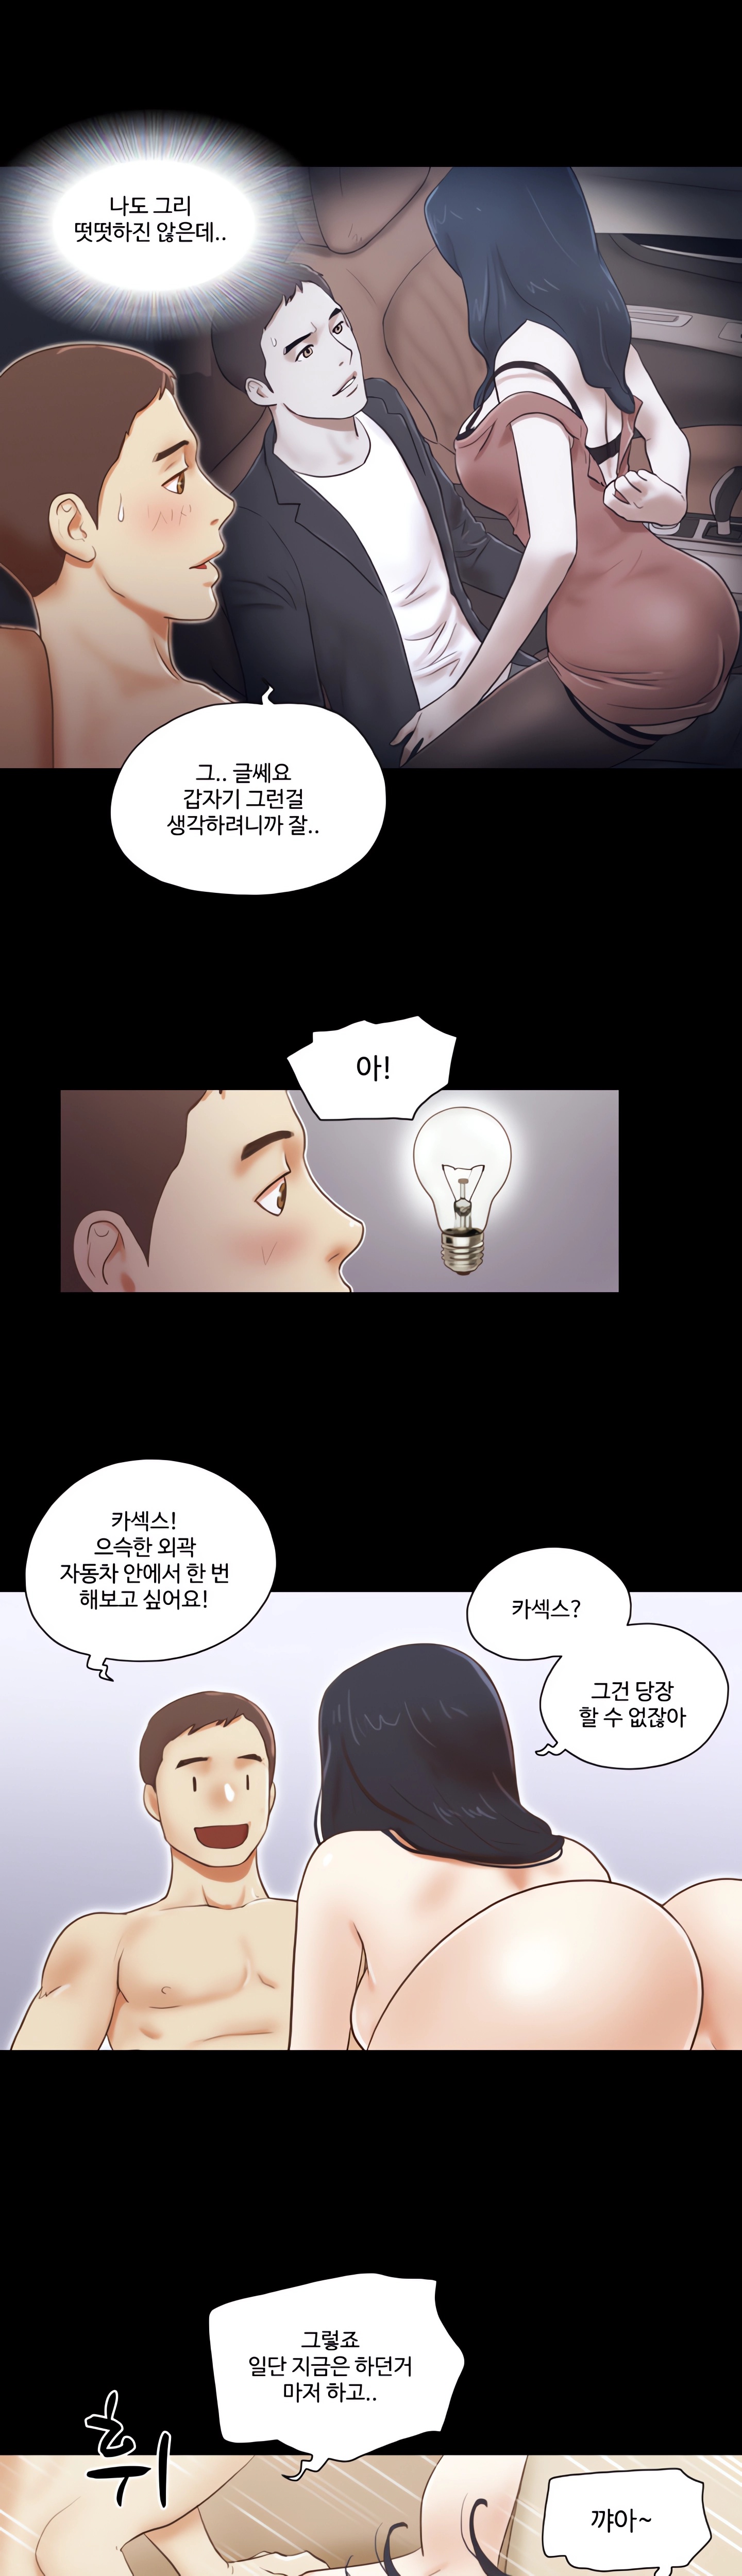 나도 그리
떳떳하진 않은데..
그.. 글쎄요
갑자기 그런걸
생각하려니까 잘..
아!
카섹스!
으슥한 외곽
자동차 안에서 한 번
해보고 싶어요!
카섹스?
그건 당장
할 수 없잖아
그렇죠
일단 지금은 하던거
마저 하고..
휘
꺄아~